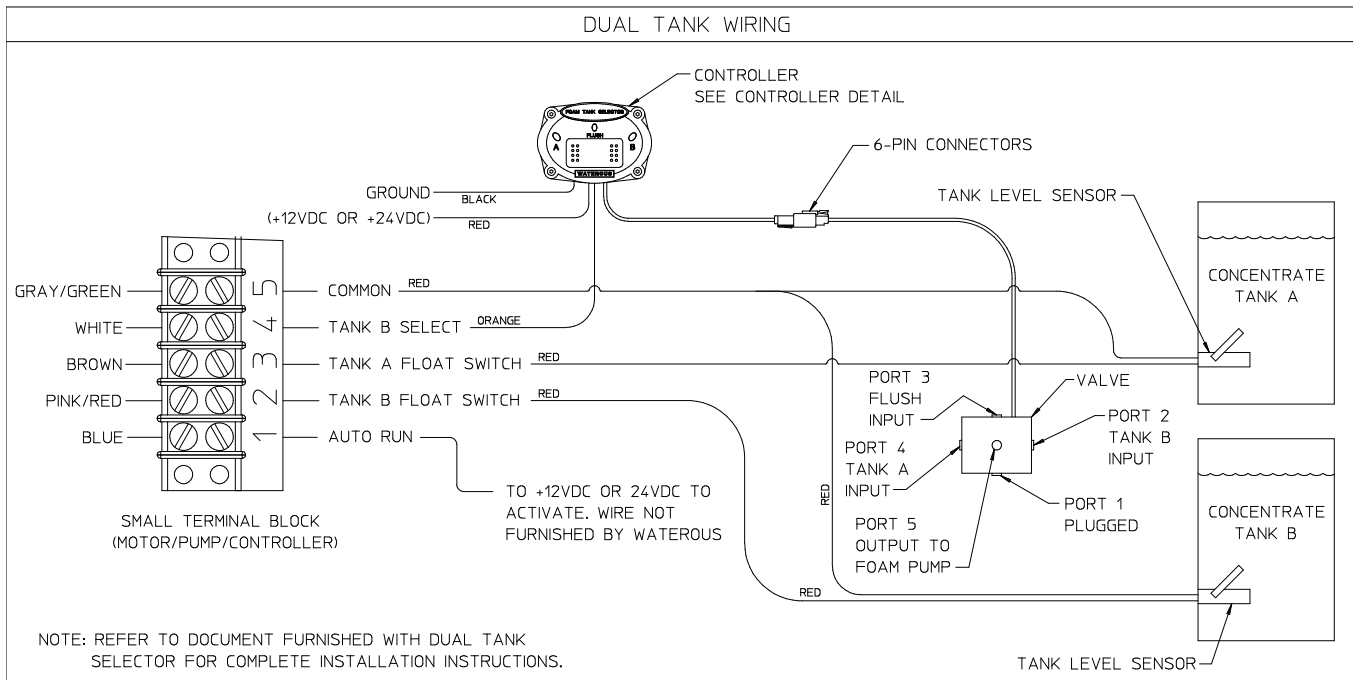 DUAL TANK WIRING
CONTROLLER
SEE CONTROLLER DETAIL
FOAM TANK SELECTOR
FLUSH
A
B
WATEROUS
6-PIN CONNECTORS
TANK LEVEL SENSOR
GROUND
BLACK
(+12VDC OR +24VDC)
RED
CONCENTRATE
TANK A
GRAY/GREEN
5
COMMON
RED
WHITE
4
TANK B SELECT
ORANGE
BROWN
3
TANK A FLOAT SWITCH
RED
PINK/RED
2
TANK B FLOAT SWITCH
RED
BLUE
1
AUTO RUN
PORT 3
FLUSH
INPUT
VALVE
PORT 4
TANK A
INPUT
PORT 2
TANK B
INPUT
TO +12VDC OR 24VDC TO
ACTIVATE. WIRE NOT
FURNISHED BY WATEROUS
RED
PORT 1
PLUGGED
PORT 5
OUTPUT TO
FOAM PUMP
CONCENTRATE
TANK B
SMALL TERMINAL BLOCK
(MOTOR/PUMP/CONTROLLER)
RED
NOTE: REFER TO DOCUMENT FURNISHED WITH DUAL TANK
SELECTOR FOR COMPLETE INSTALLATION INSTRUCTIONS.
TANK LEVEL SENSOR